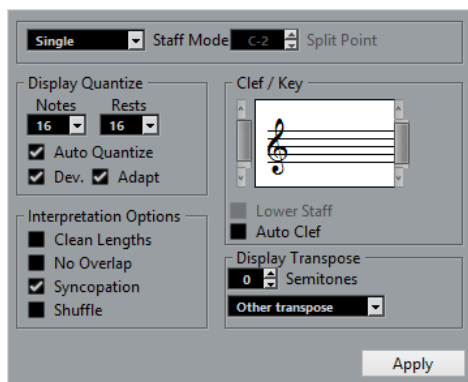 Single Staff Mode C-2 Split Point
Display Quantize
Notes Rests
16 16
Auto Quantize
Dev. Adapt
Interpretation Options
Clean Lengths
No Overlap
Syncopation
Shuffle
Clef / Key
Lower Staff
Auto Clef
Display Transpose
0 Semitones
Other transpose
Apply